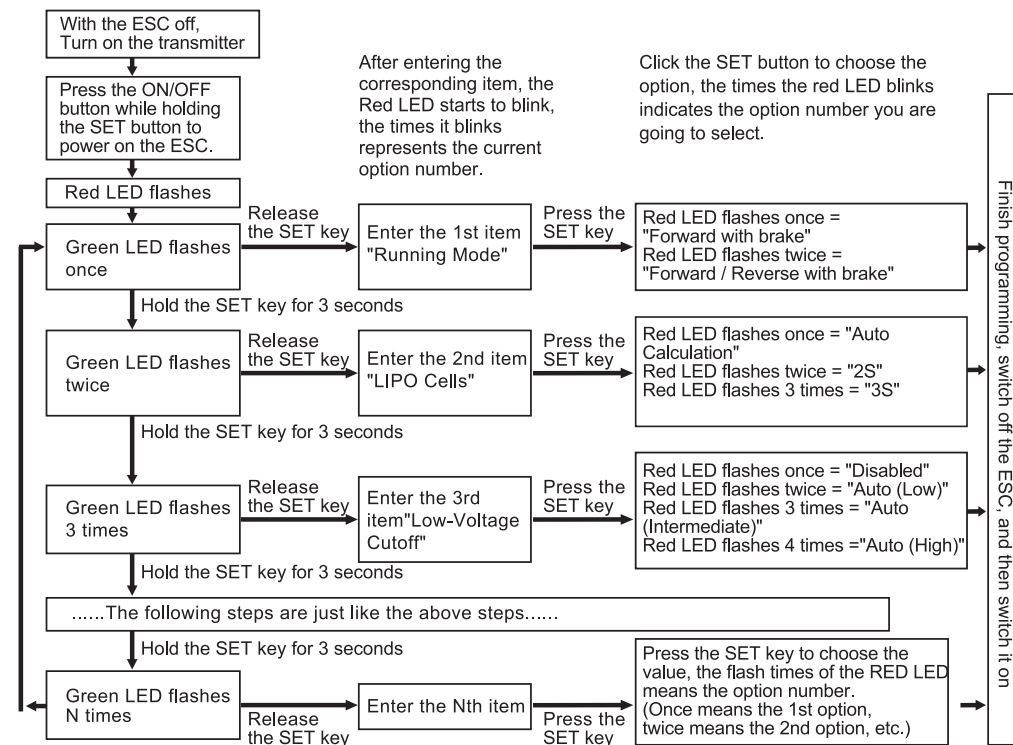 With the ESC off,
Turn on the transmitter
Press the ON/OFF
button while holding
the SET button to
power on the ESC.
Red LED flashes
After entering the
corresponding item, the
Red LED starts to blink,
the times it blinks
represents the current
option number.
Click the SET button to choose the
option, the times the red LED blinks
indicates the option number you are
going to select.
Green LED flashes
once
Release
the SET key
Enter the 1st item
"Running Mode"
Press the
SET key
Red LED flashes once =
"Forward with brake"
Red LED flashes twice =
"Forward / Reverse with brake"
Hold the SET key for 3 seconds
Green LED flashes
twice
Release
the SET key
Enter the 2nd item
"LIPO Cells"
Press the
SET key
Red LED flashes once = "Auto
Calculation"
Red LED flashes twice = "2S"
Red LED flashes 3 times = "3S"
Hold the SET key for 3 seconds
Green LED flashes
3 times
Release
the SET key
Enter the 3rd
item"Low-Voltage
Cutoff"
Press the
SET key
Red LED flashes once = "Disabled"
Red LED flashes twice = "Auto (Low)"
Red LED flashes 3 times = "Auto
(Intermediate)"
Red LED flashes 4 times ="Auto (High)"
Hold the SET key for 3 seconds
......The following steps are just like the above steps......
Hold the SET key for 3 seconds
Green LED flashes
N times
Release
the SET key
Enter the Nth item
Press the
SET key
Press the SET key to choose the
value, the flash times of the RED LED
means the option number.
(Once means the 1st option,
twice means the 2nd option, etc.)
Finish programming, switch off the ESC, and then switch it on